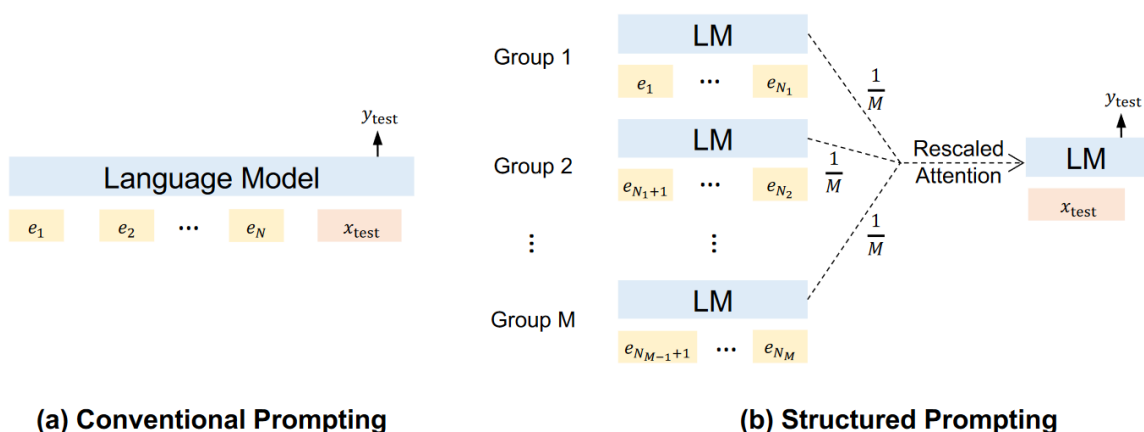 y_test
Language Model
e_1 e_2 ••• e_N x_test
(a) Conventional Prompting
Group 1
LM
e_1 ••• e_{N_1}
1/M
Group 2
LM
e_{N_1+1} ••• e_{N_2}
1/M
⋮ ⋮
1/M
Group M
LM
e_{N_{M-1}+1} ••• e_{N_M}
Rescaled
Attention
y_test
LM
x_test
(b) Structured Prompting